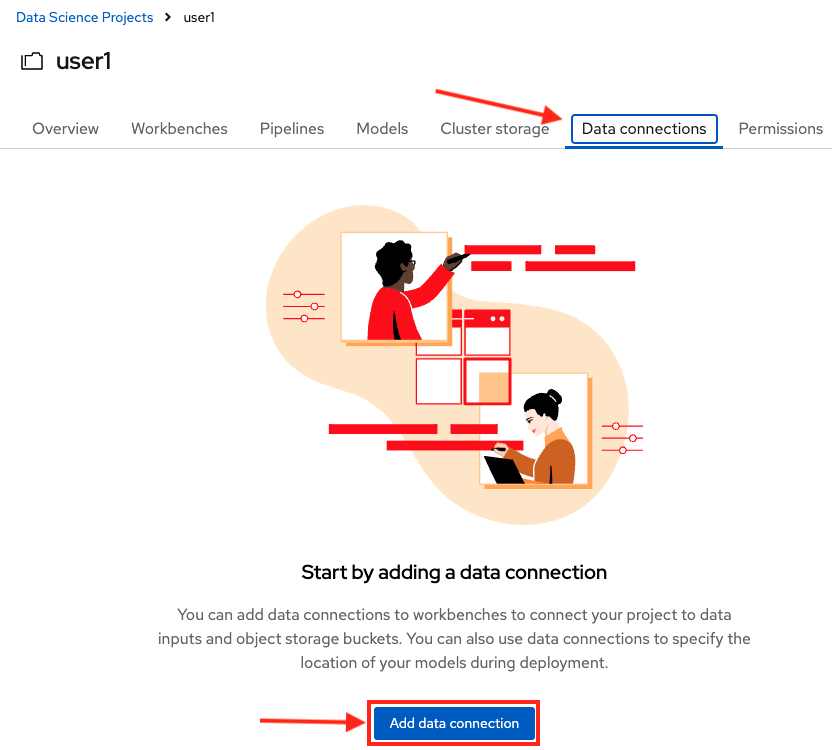 Data Science Projects > user1
user1
Overview Workbenches Pipelines Models Cluster storage Data connections Permissions
Start by adding a data connection
You can add data connections to workbenches to connect your project to data
inputs and object storage buckets. You can also use data connections to specify the
location of your models during deployment.
Add data connection